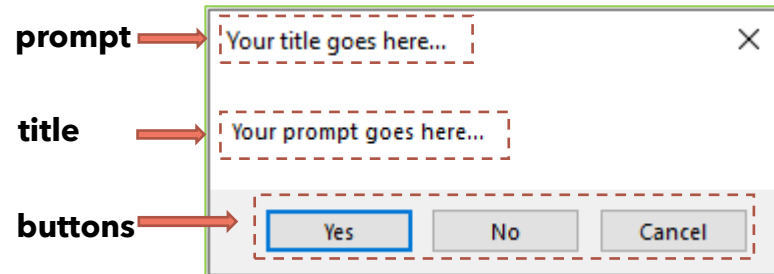 prompt Your title goes here...
title Your prompt goes here...
buttons Yes No Cancel